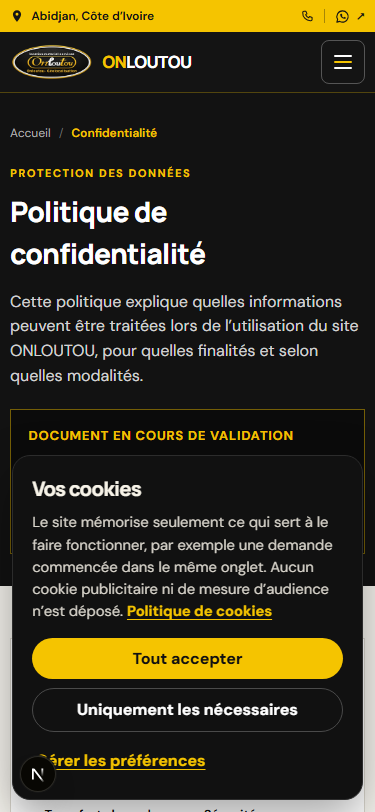 Abidjan, Côte d’Ivoire
Onloutou
ONLOUTOU
Accueil / Confidentialité
PROTECTION DES DONNÉES
Politique de
confidentialité
Cette politique explique quelles informations
peuvent être traitées lors de l’utilisation du site
ONLOUTOU, pour quelles finalités et selon
quelles modalités.
DOCUMENT EN COURS DE VALIDATION
Vos cookies
Le site mémorise seulement ce qui sert à le
faire fonctionner, par exemple une demande
commencée dans le même onglet. Aucun
cookie publicitaire ni de mesure d’audience
n’est déposé. Politique de cookies
Tout accepter
Uniquement les nécessaires
Gérer les préférences
N